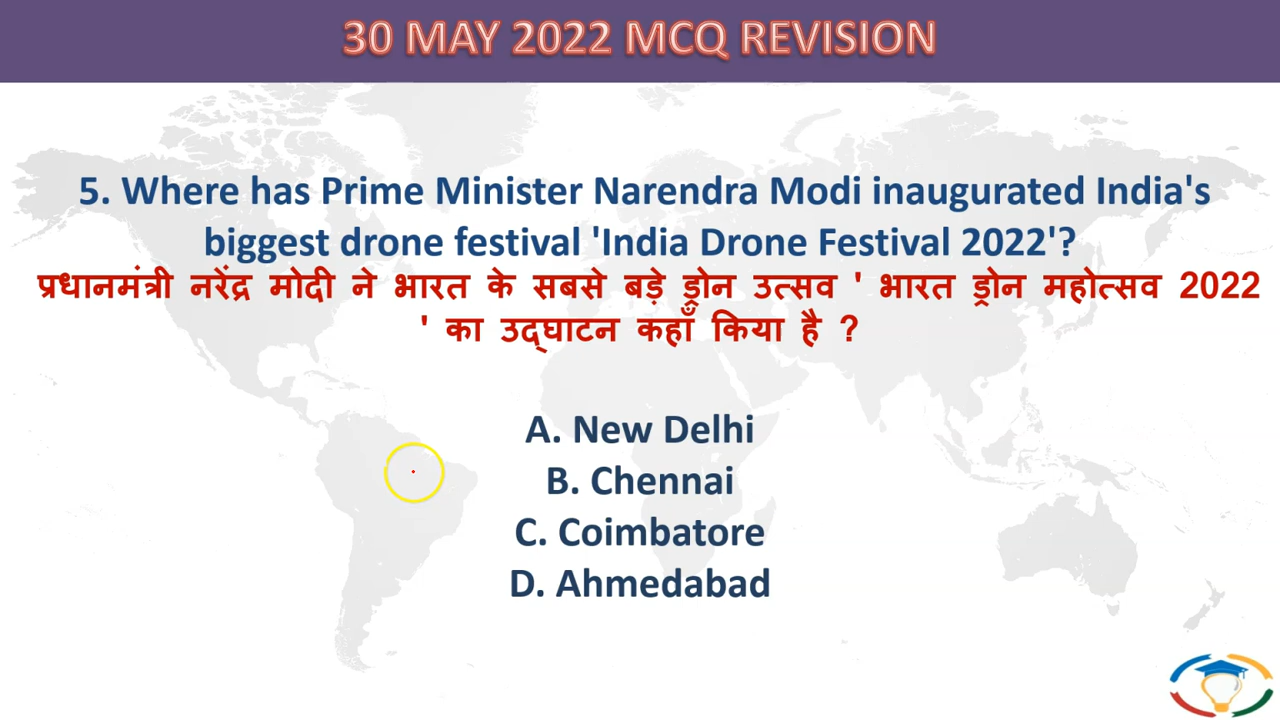 30 MAY 2022 MCQ REVISION
5. Where has Prime Minister Narendra Modi inaugurated India's
biggest drone festival 'India Drone Festival 2022'?
प्रधानमंत्री नरेंद्र मोदी ने भारत के सबसे बड़े ड्रोन उत्सव ' भारत ड्रोन महोत्सव 2022
' का उद्घाटन कहाँ किया है ?
A. New Delhi
B. Chennai
C. Coimbatore
D. Ahmedabad